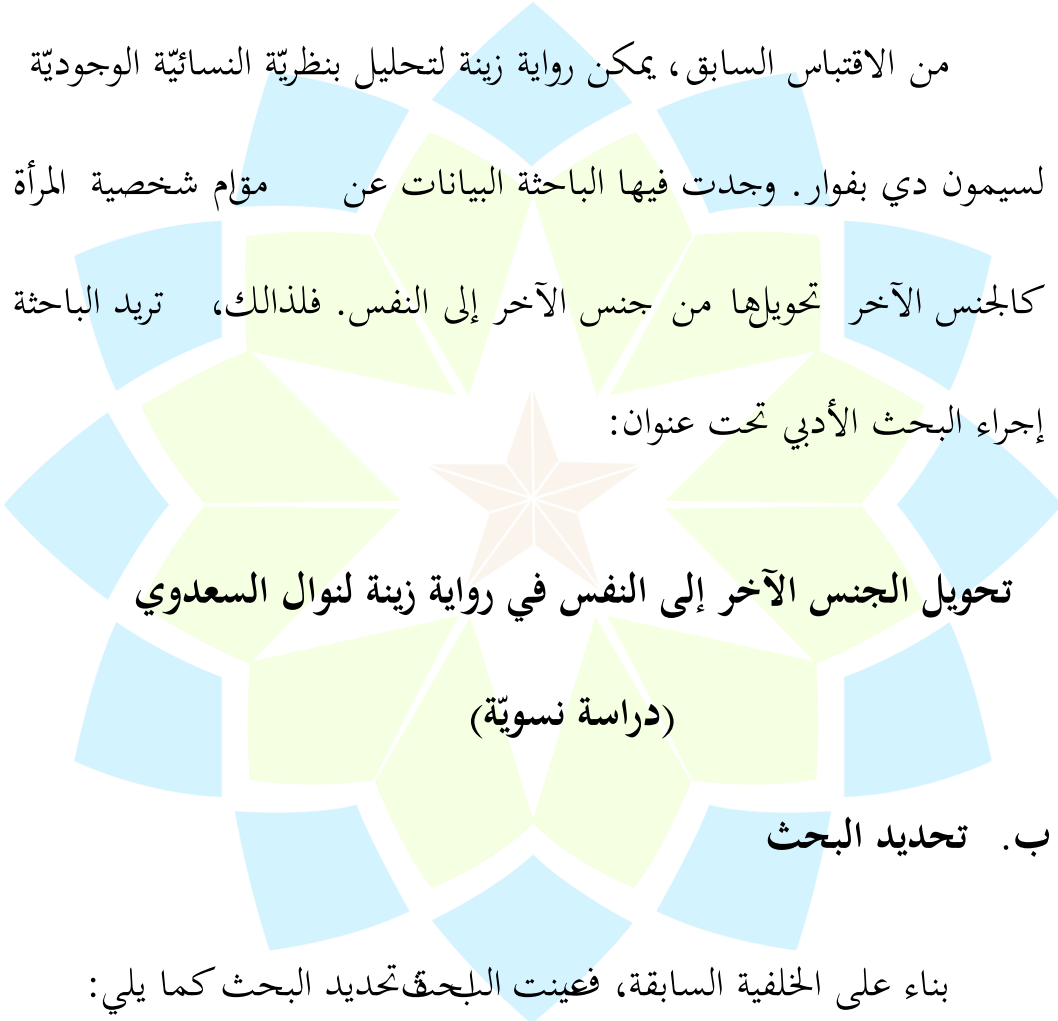 من الاقتباس السابق، يمكن رواية زينة لتحليل بنظريّة النسائيّة الوجوديّة
لسيمون دي بفوار. وجدت فيها الباحثة البيانات عن مقام شخصية المرأة
كالجنس الآخر تحويلها من جنس الآخر إلى النفس. فلذالك، تريد الباحثة
إجراء البحث الأدبي تحت عنوان:
تحويل الجنس الآخر إلى النفس في رواية زينة لنوال السعدوي
(دراسة نسويّة)
ب. تحديد البحث
بناء على الخلفية السابقة، فعينت الباحثة تحديد البحث كما يلي: